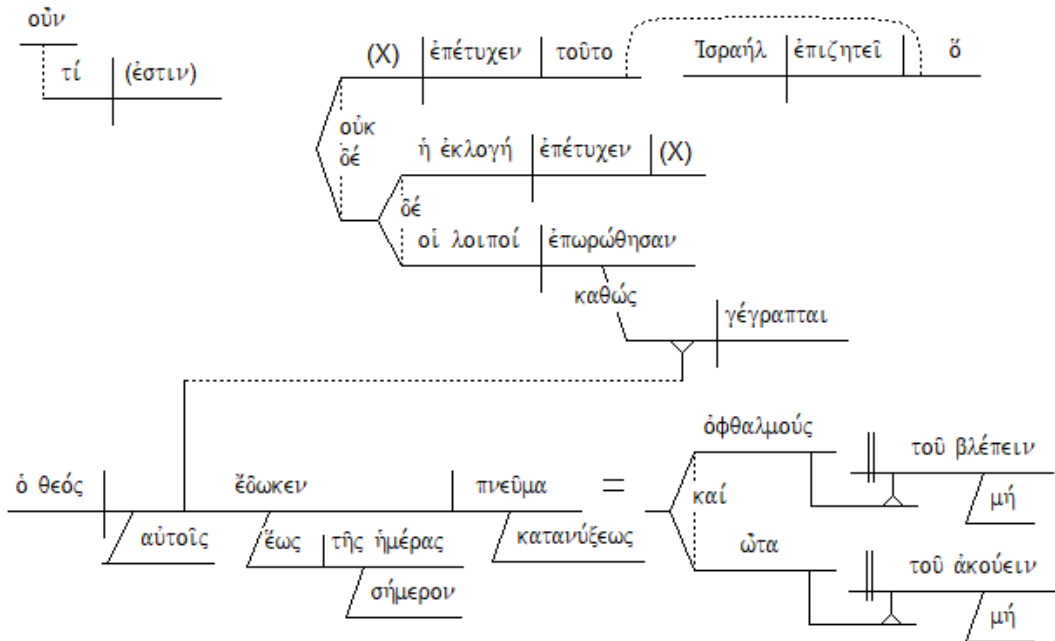 οὖν
τί (ἐστιν)
(X) ἐπέτυχεν τοῦτο Ἰσραήλ ἐπιζητεῖ ὅ
οὐκ
δέ
ἡ ἐκλογή ἐπέτυχεν (X)
δέ
οἱ λοιποί ἐπωρώθησαν
καθώς
γέγραπται
ὁ θεός ἔδωκεν πνεῦμα =
αὐτοῖς
ἕως τῆς ἡμέρας
σήμερον
κατανύξεως
ὀφθαλμούς
τοῦ βλέπειν
μή
καί
ὦτα
τοῦ ἀκούειν
μή